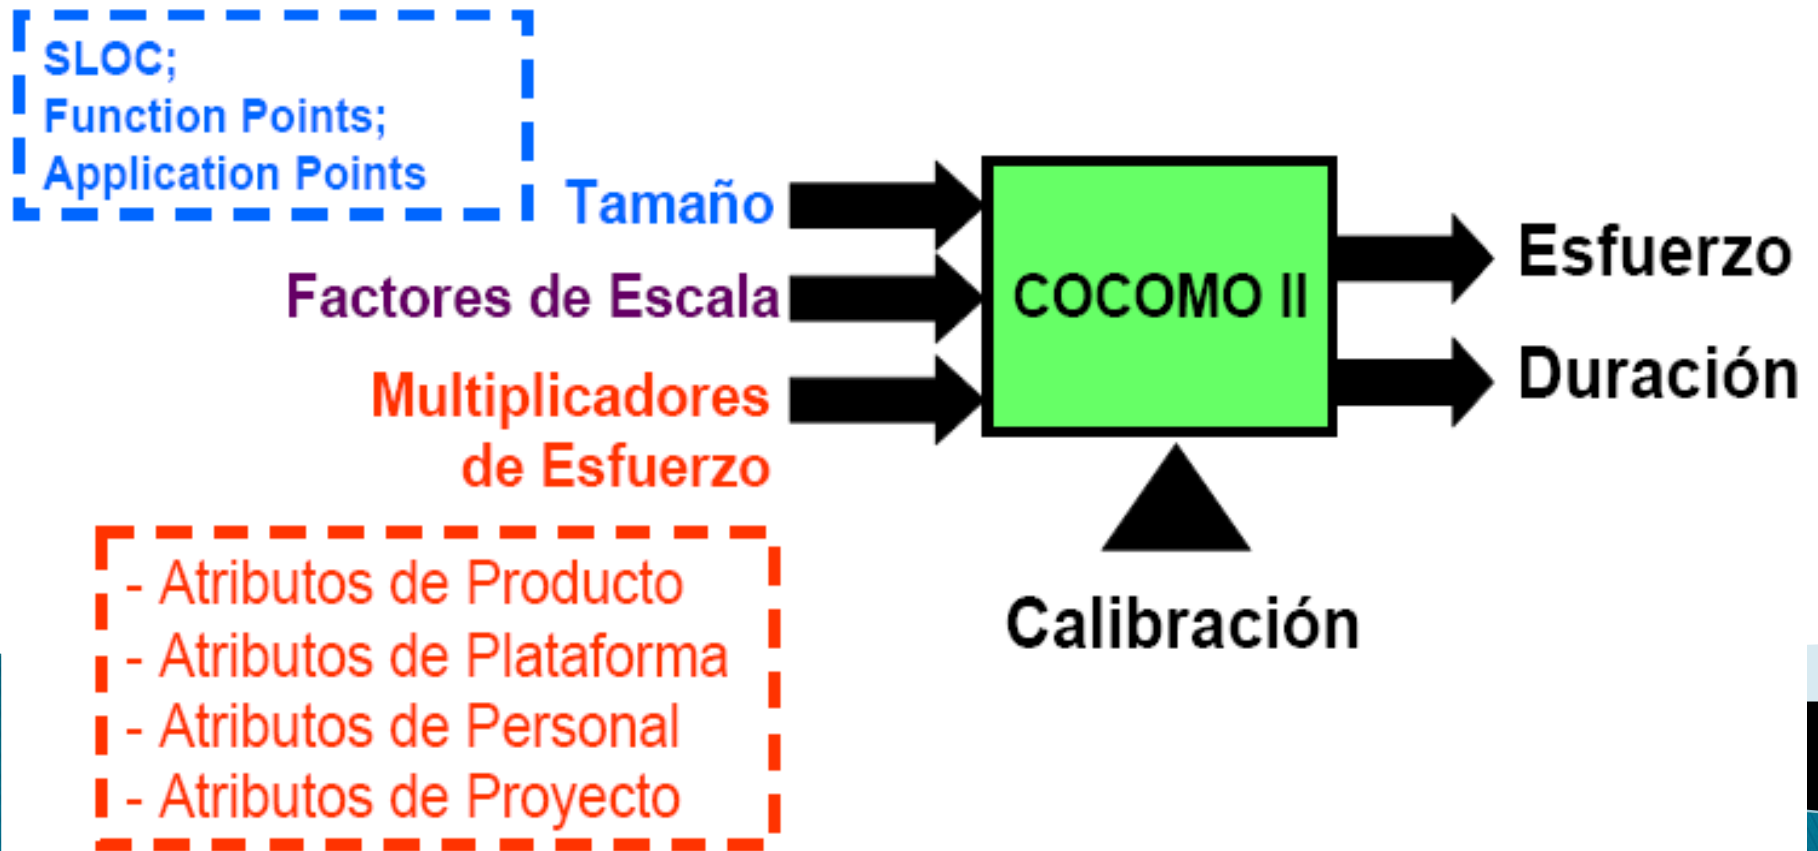 SLOC;
Function Points;
Application Points
Tamaño
Factores de Escala
Multiplicadores
de Esfuerzo
- Atributos de Producto
- Atributos de Plataforma
- Atributos de Personal
- Atributos de Proyecto
COCOMO II
Calibración
Esfuerzo
Duración